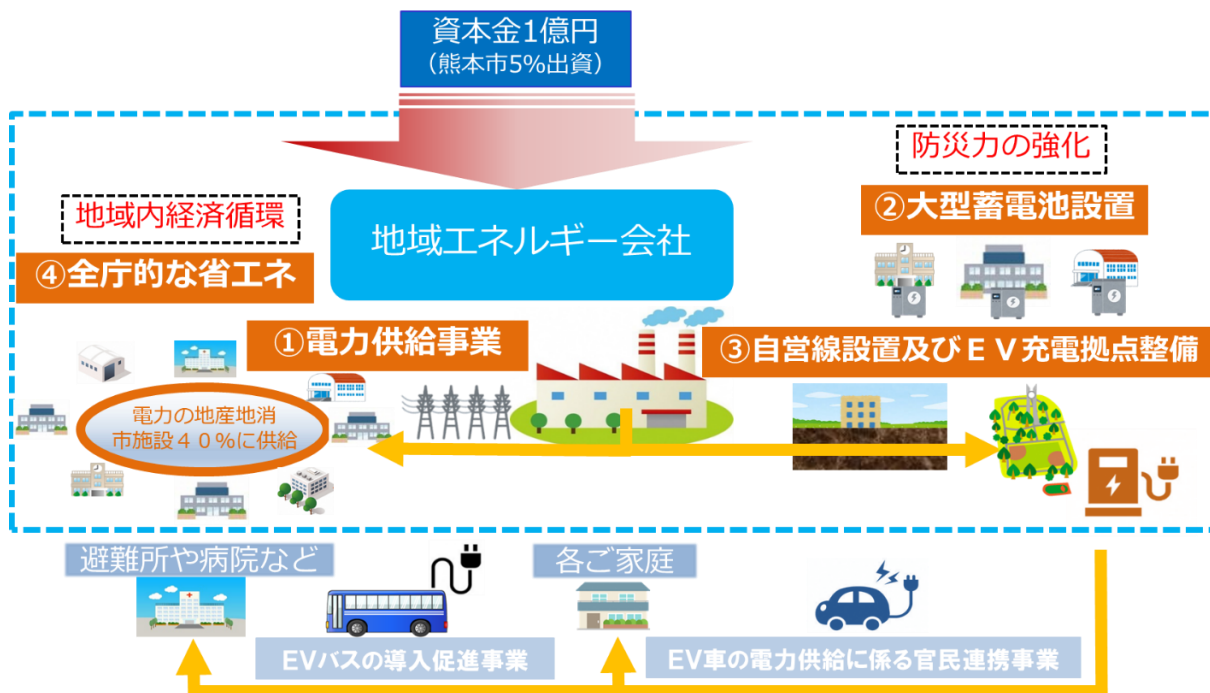 資本金1億円
（熊本市5%出資）
防災力の強化
地域内経済循環
地域エネルギー会社
②大型蓄電池設置
④全庁的な省エネ
①電力供給事業
③自営線設置及びＥＶ充電拠点整備
電力の地産地消
市施設４０％に供給
避難所や病院など
各ご家庭
EVバスの導入促進事業
EV車の電力供給に係る官民連携事業